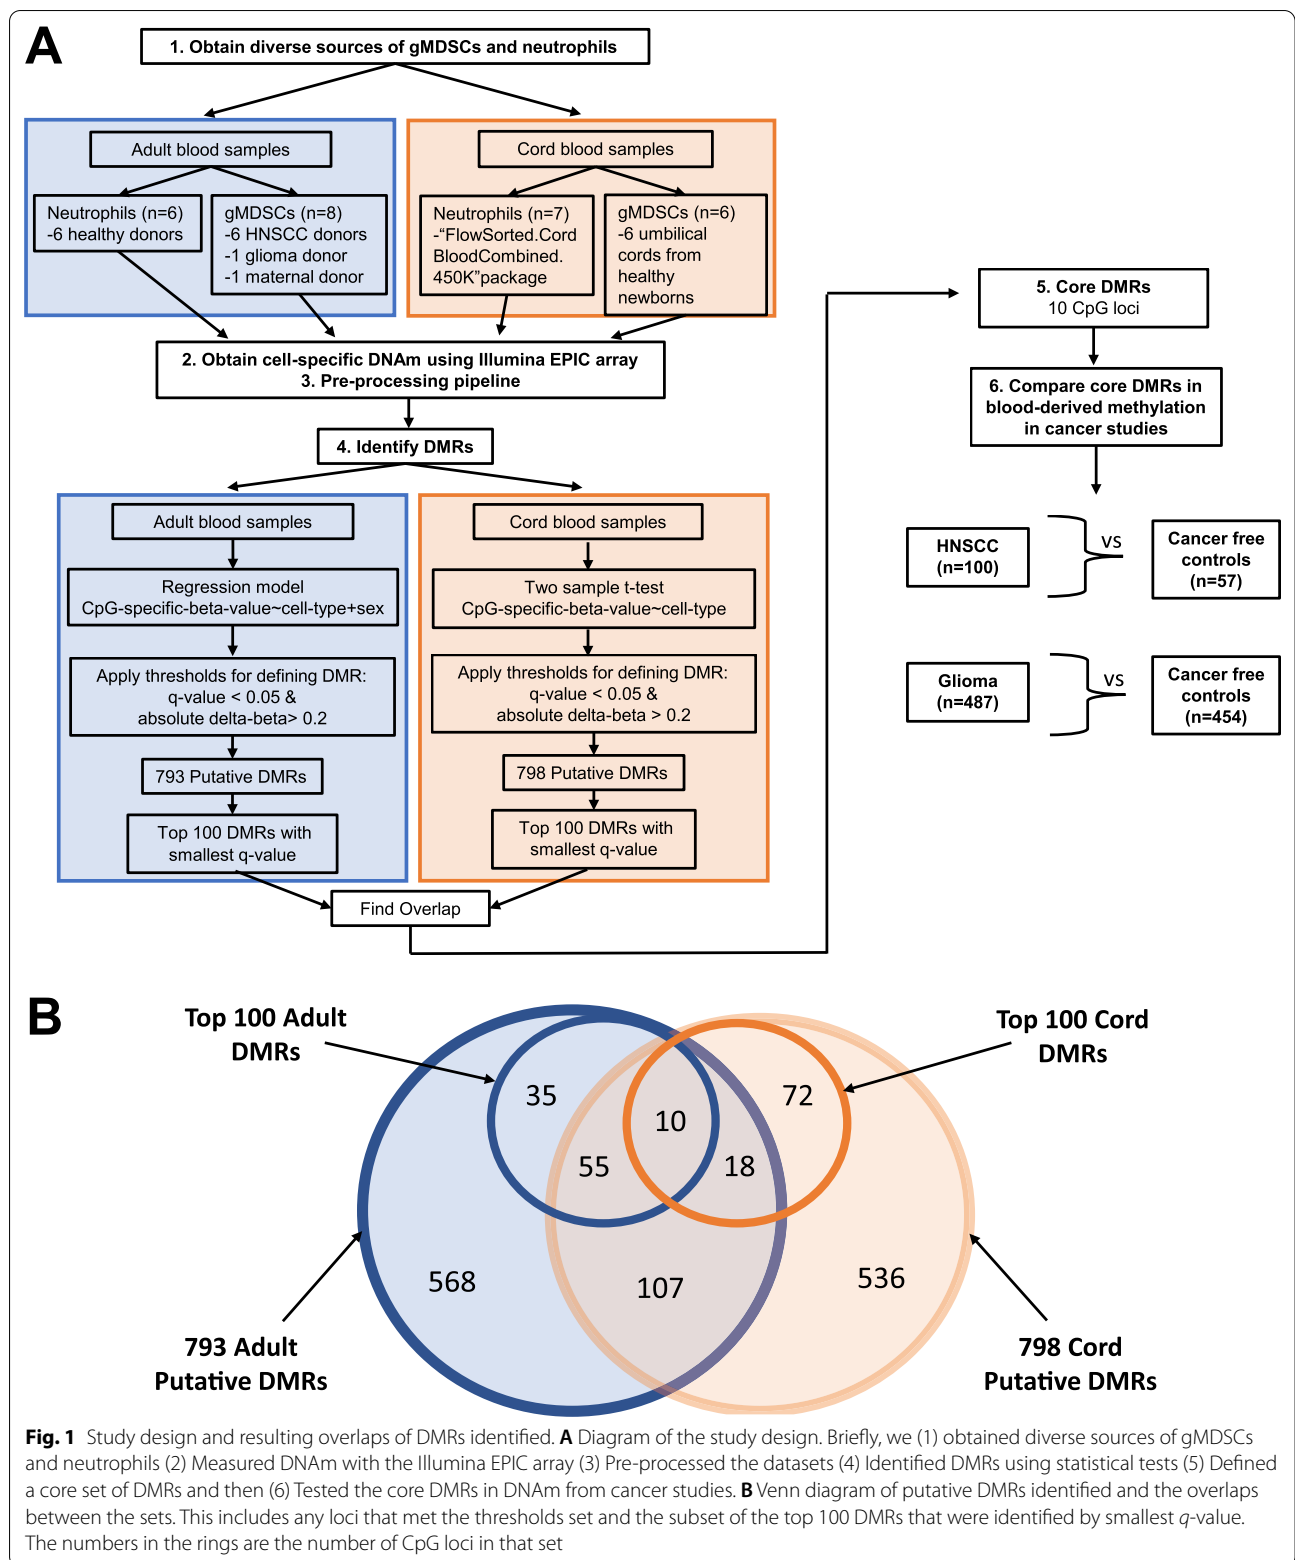 A
1. Obtain diverse sources of gMDSCs and neutrophils
Adult blood samples
Neutrophils (n=6)
-6 healthy donors
gMDSCs (n=8)
-6 HNSCC donors
-1 glioma donor
-1 maternal donor
Cord blood samples
Neutrophils (n=7)
-“FlowSorted.Cord
BloodCombined.
450K”package
gMDSCs (n=6)
-6 umbilical
cords from
healthy
newborns
2. Obtain cell-specific DNAm using Illumina EPIC array
3. Pre-processing pipeline
4. Identify DMRs
Adult blood samples
Regression model
CpG-specific-beta-value~cell-type+sex
Apply thresholds for defining DMR:
q-value < 0.05 &
absolute delta-beta> 0.2
793 Putative DMRs
Top 100 DMRs with
smallest q-value
Cord blood samples
Two sample t-test
CpG-specific-beta-value~cell-type
Apply thresholds for defining DMR:
q-value < 0.05 &
absolute delta-beta > 0.2
798 Putative DMRs
Top 100 DMRs with
smallest q-value
Find Overlap
5. Core DMRs
10 CpG loci
6. Compare core DMRs in
blood-derived methylation
in cancer studies
HNSCC
(n=100)
vs
Cancer free
controls
(n=57)
Glioma
(n=487)
vs
Cancer free
controls
(n=454)
B
Top 100 Adult
DMRs
Top 100 Cord
DMRs
35
10
72
55
18
568
107
536
793 Adult
Putative DMRs
798 Cord
Putative DMRs
Fig. 1 Study design and resulting overlaps of DMRs identified. A Diagram of the study design. Briefly, we (1) obtained diverse sources of gMDSCs
and neutrophils (2) Measured DNAm with the Illumina EPIC array (3) Pre-processed the datasets (4) Identified DMRs using statistical tests (5) Defined
a core set of DMRs and then (6) Tested the core DMRs in DNAm from cancer studies. B Venn diagram of putative DMRs identified and the overlaps
between the sets. This includes any loci that met the thresholds set and the subset of the top 100 DMRs that were identified by smallest q-value.
The numbers in the rings are the number of CpG loci in that set